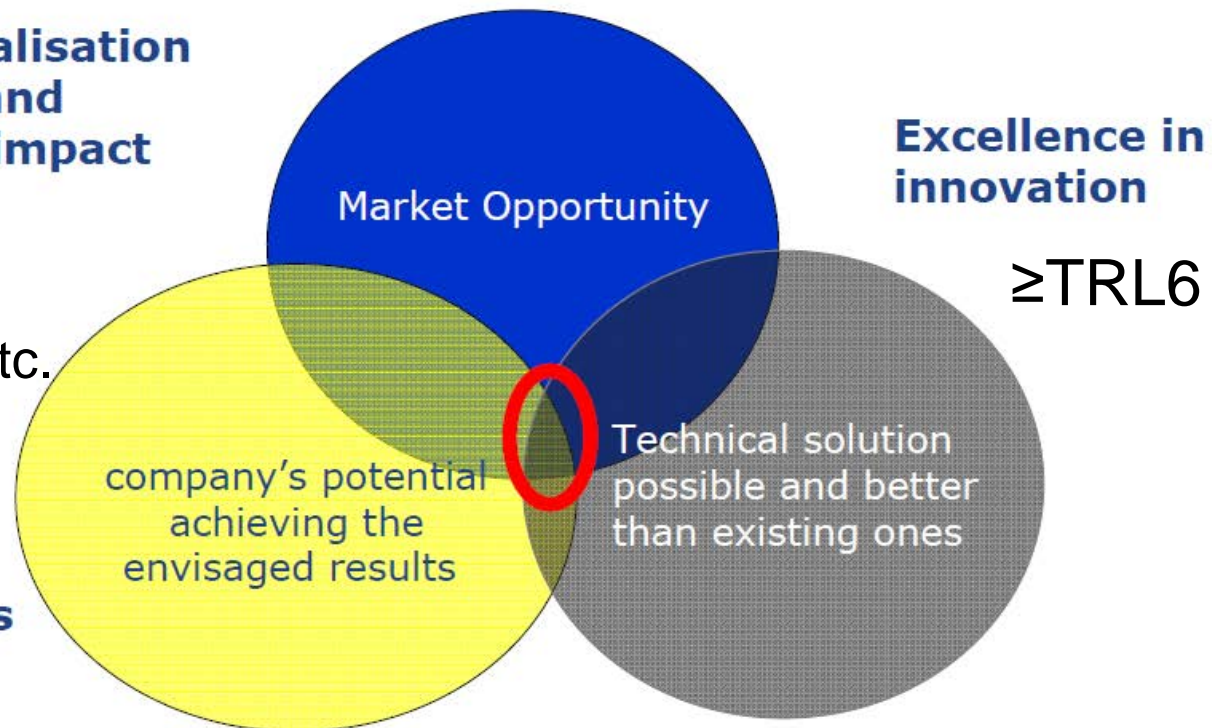 alisation
and
impact
Market Opportunity
Excellence in
innovation
≥TRL6
tc.
company's potential
achieving the
envisaged results
Technical solution
possible and better
than existing ones
s